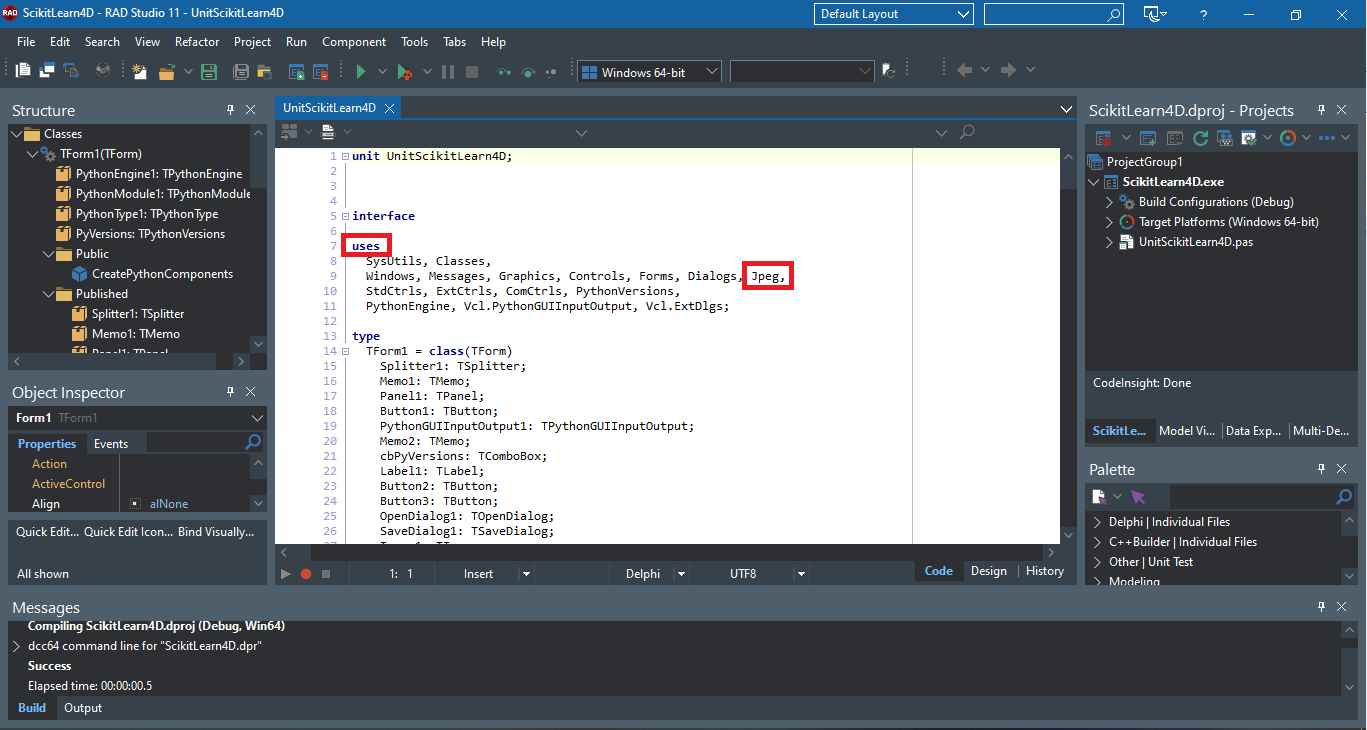 RAD ScikitLearn4D - RAD Studio 11 - UnitScikitLearn4D
Default Layout
?
File Edit Search View Refactor Project Run Component Tools Tabs Help
Windows 64-bit
Structure
Classes
TForm1(TForm)
PythonEngine1: TPythonEngine
PythonModule1: TPythonModule
PythonType1: TPythonType
PyVersions: TPythonVersions
Public
CreatePythonComponents
Published
Splitter1: TSplitter
Memo1: TMemo
Panel1: TPanel
Object Inspector
Form1 TForm1
Properties Events
Action
ActiveControl
Align alNone
Quick Edit... Quick Edit Icon... Bind Visually...
All shown
UnitScikitLearn4D
1 unit UnitScikitLearn4D;
2
3
4
5 interface
6
7 uses
8 SysUtils, Classes,
9 Windows, Messages, Graphics, Controls, Forms, Dialogs, Jpeg,
10 StdCtrls, ExtCtrls, ComCtrls, PythonVersions,
11 PythonEngine, Vcl.PythonGUIInputOutput, Vcl.ExtDlgs;
12
13 type
14 TForm1 = class(TForm)
15 Splitter1: TSplitter;
16 Memo1: TMemo;
17 Panel1: TPanel;
18 Button1: TButton;
19 PythonGUIInputOutput1: TPythonGUIInputOutput;
20 Memo2: TMemo;
21 cbPyVersions: TComboBox;
22 Label1: TLabel;
23 Button2: TButton;
24 Button3: TButton;
25 OpenDialog1: TOpenDialog;
26 SaveDialog1: TSaveDialog;
1: 1 Insert Delphi UTF8 Code Design History
ScikitLearn4D.dproj - Projects
ProjectGroup1
ScikitLearn4D.exe
Build Configurations (Debug)
Target Platforms (Windows 64-bit)
UnitScikitLearn4D.pas
CodeInsight: Done
ScikitLe... Model Vi... Data Exp... Multi-De...
Palette
Delphi | Individual Files
C++Builder | Individual Files
Other | Unit Test
Modeling
Messages
Compiling ScikitLearn4D.dproj (Debug, Win64)
dcc64 command line for "ScikitLearn4D.dpr"
Success
Elapsed time: 00:00:00.5
Build Output